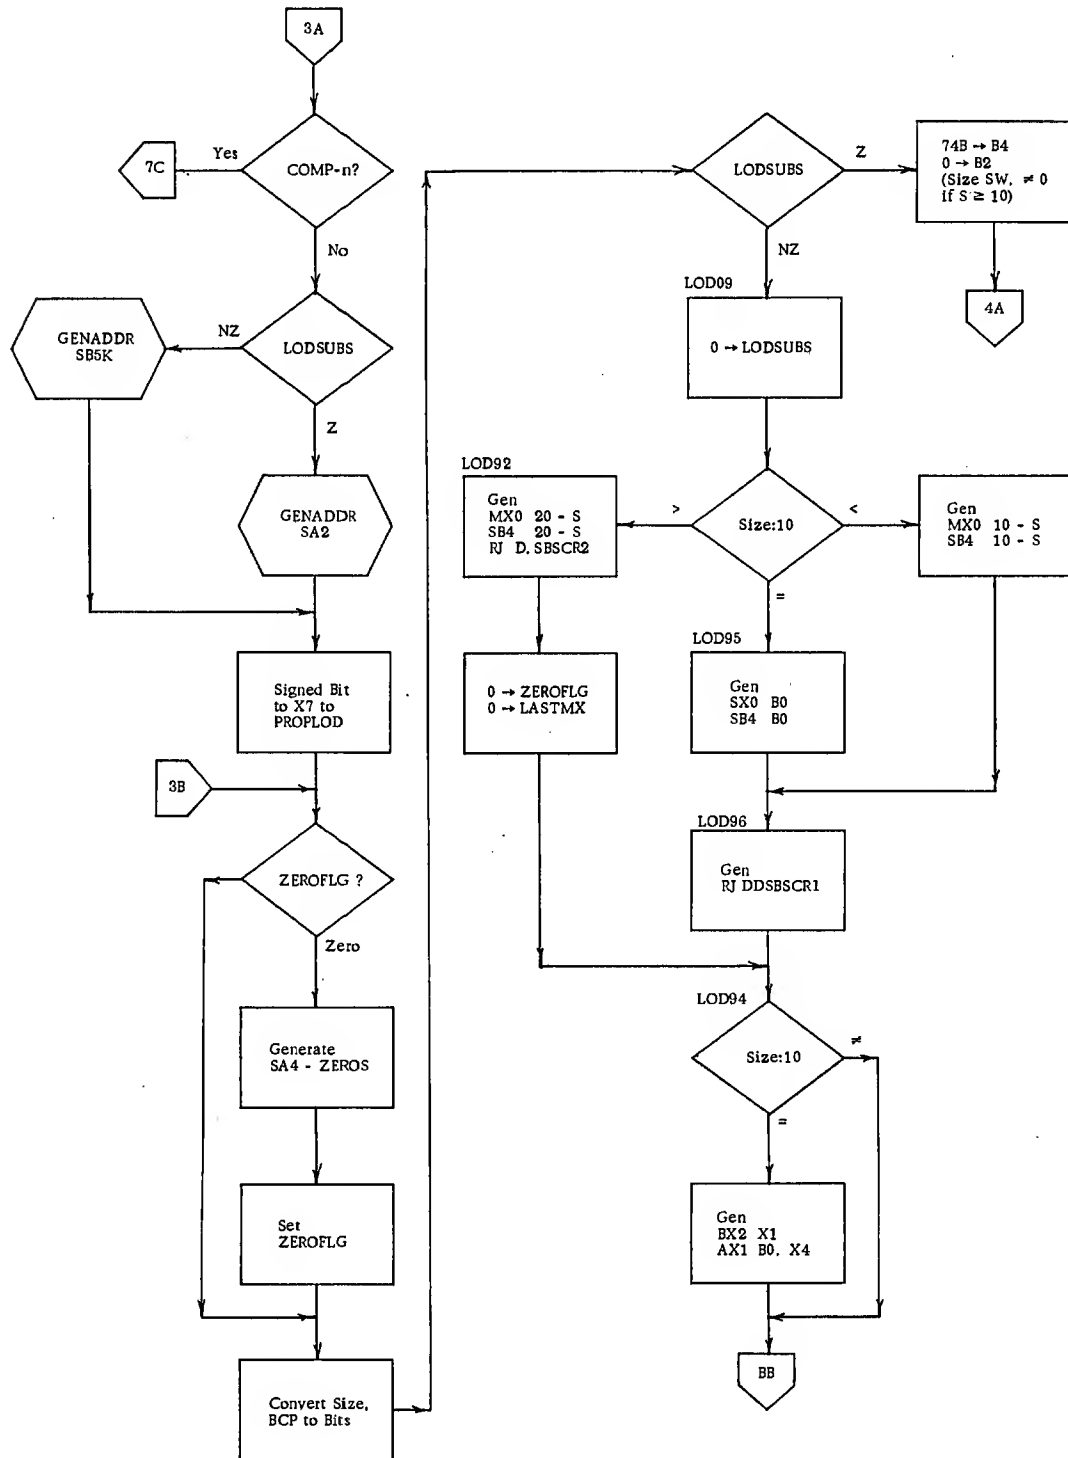 3A
COMP-n?
Yes
7C
No
LODSUBS
NZ
GENADDR
SB5K
Z
GENADDR
SA2
Signed Bit
to X7 to
PROPLOD
3B
ZEROFLG ?
Zero
Generate
SA4 - ZEROS
Set
ZEROFLG
Convert Size,
BCP to Bits
LODSUBS
Z
74B → B4
0 → B2
(Size SW, ≠ 0
if S ≥ 10)
4A
NZ
LOD09
0 → LODSUBS
Size:10
>
<
=
LOD92
Gen
MX0 20 - S
SB4 20 - S
RJ D.SBSCR2
0 → ZEROFLG
0 → LASTMX
Gen
MX0 10 - S
SB4 10 - S
LOD95
Gen
SX0 B0
SB4 B0
LOD96
Gen
RJ DDSBSCR1
LOD94
Size:10
≠
=
Gen
BX2 X1
AX1 B0, X4
BB